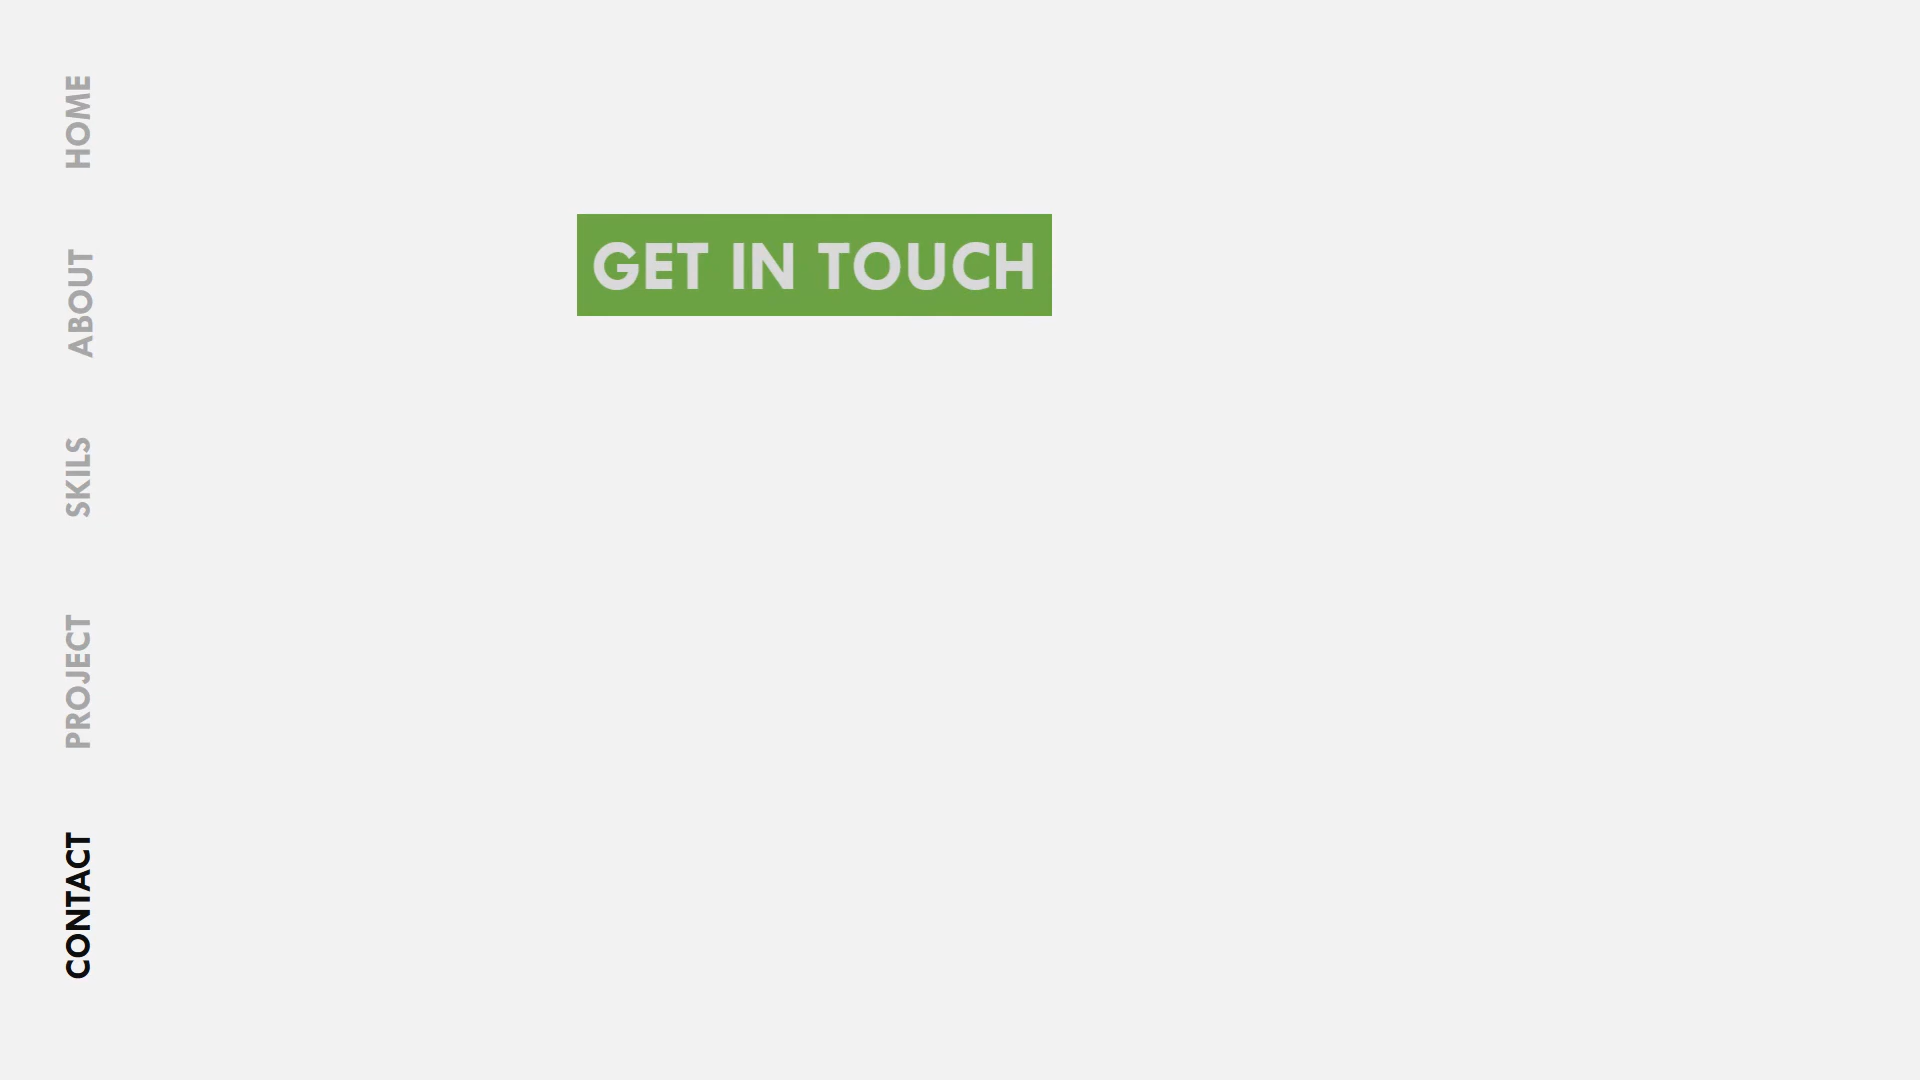 HOME
ABOUT
SKILS
PROJECT
CONTACT
GET IN TOUCH